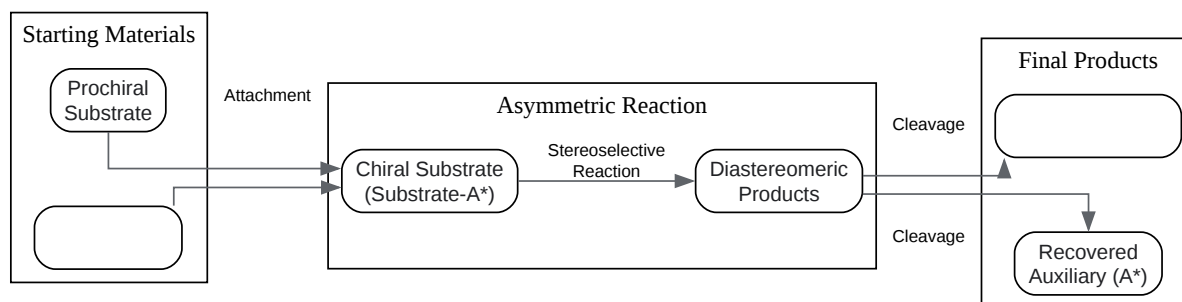 Starting Materials
Prochiral
Substrate
Attachment
Asymmetric Reaction
Chiral Substrate
(Substrate-A*)
Stereoselective
Reaction
Diastereomeric
Products
Cleavage
Cleavage
Final Products
Recovered
Auxiliary (A*)